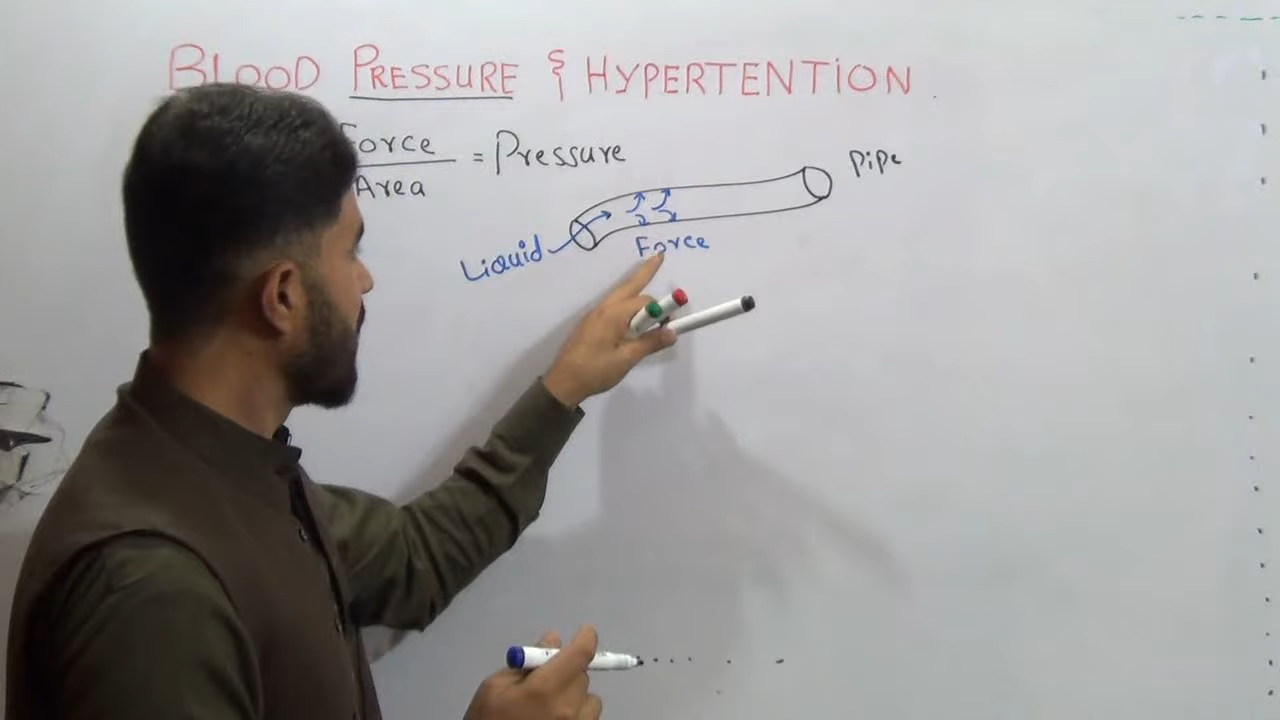 BLOOD PRESSURE & HYPERTENTION
Force
Area
= Pressure
Pipe
Liquid
Force